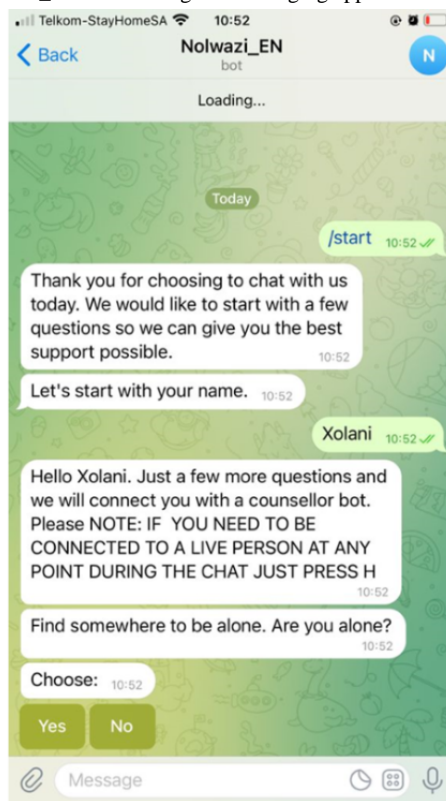 Telkom-StayHomeSA 10:52
Back
Nolwazi_EN
bot
N
Loading...
Today
/start 10:52
Thank you for choosing to chat with us
today. We would like to start with a few
questions so we can give you the best
support possible.
10:52
Let's start with your name. 10:52
Xolani 10:52
Hello Xolani. Just a few more questions and
we will connect you with a counsellor bot.
Please NOTE: IF YOU NEED TO BE
CONNECTED TO A LIVE PERSON AT ANY
POINT DURING THE CHAT JUST PRESS H
10:52
Find somewhere to be alone. Are you alone?
10:52
Choose: 10:52
Yes No
Message